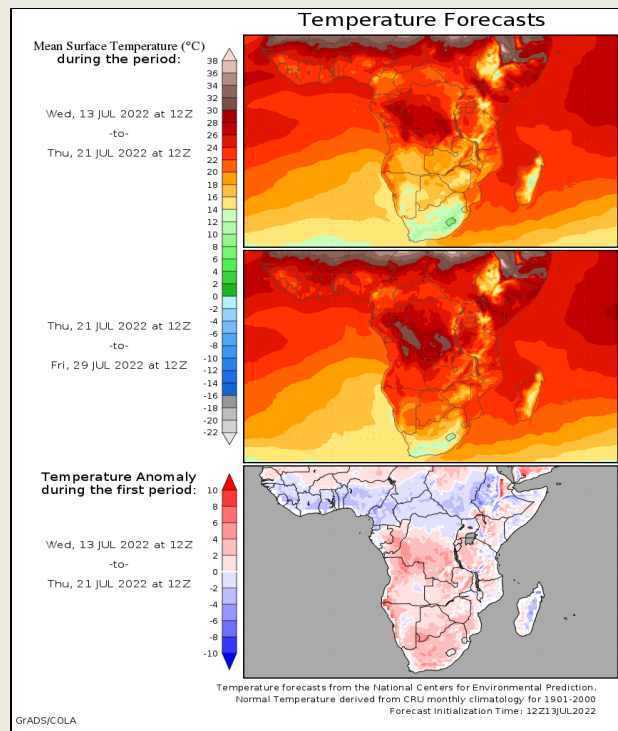 Temperature Forecasts
Mean Surface Temperature (°C)
during the period:
38
36
34
32
30
28
26
24
22
20
18
16
14
12
10
8
6
4
2
0
-2
-4
-6
-8
-10
-12
-14
-16
-18
-20
-22
Wed, 13 JUL 2022 at 12Z
-to-
Thu, 21 JUL 2022 at 12Z
Thu, 21 JUL 2022 at 12Z
-to-
Fri, 29 JUL 2022 at 12Z
Temperature Anomaly
during the first period:
10
8
6
4
2
0
-2
-4
-6
-8
-10
Wed, 13 JUL 2022 at 12Z
-to-
Thu, 21 JUL 2022 at 12Z
Temperature forecasts from the National Centers for Environmental Prediction.
Normal Temperature derived from CRU monthly climatology for 1901-2000
Forecast Initialization Time: 12Z13JUL2022
GrADS/COLA